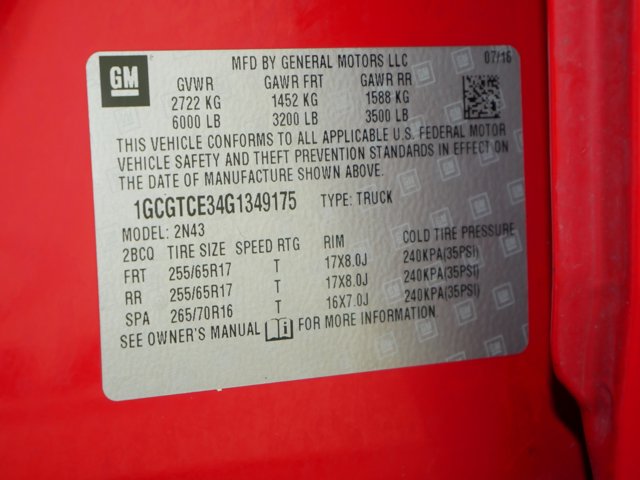 GM
MFD BY GENERAL MOTORS LLC 07/16
GVWR GAWR FRT GAWR RR
2722 KG 1452 KG 1588 KG
6000 LB 3200 LB 3500 LB
THIS VEHICLE CONFORMS TO ALL APPLICABLE U.S. FEDERAL MOTOR
VEHICLE SAFETY AND THEFT PREVENTION STANDARDS IN EFFECT ON
THE DATE OF MANUFACTURE SHOWN ABOVE.
1GCGTCE34G1349175 TYPE: TRUCK
MODEL: 2N43
2BCQ TIRE SIZE SPEED RTG RIM COLD TIRE PRESSURE
FRT 255/65R17 T 17X8.0J 240KPA(35PSI)
RR 255/65R17 T 17X8.0J 240KPA(35PSI)
SPA 265/70R16 T 16X7.0J 240KPA(35PSI)
SEE OWNER'S MANUAL FOR MORE INFORMATION.